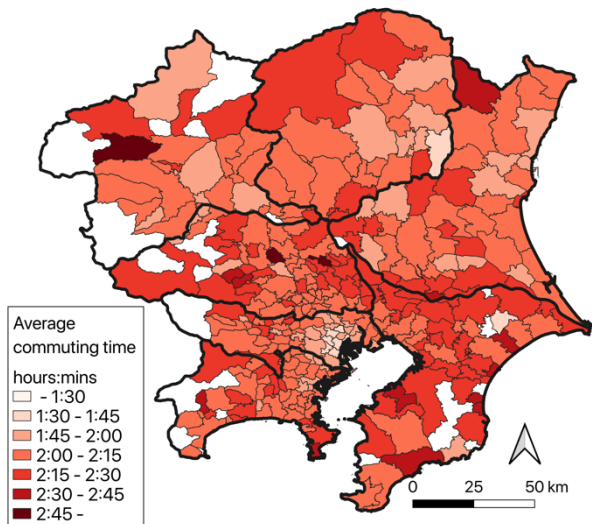 Average
commuting time
hours:mins
- 1:30
1:30 - 1:45
1:45 - 2:00
2:00 - 2:15
2:15 - 2:30
2:30 - 2:45
2:45 -
0 25 50 km